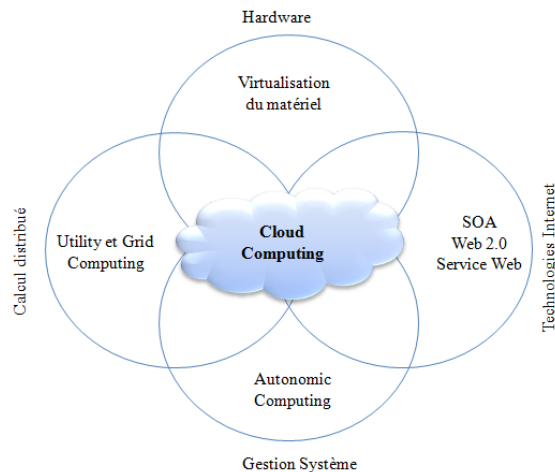 Hardware
Virtualisation
du matériel
Calcul distribué
Utility et Grid
Computing
Cloud
Computing
SOA
Web 2.0
Service Web
Technologies Internet
Autonomic
Computing
Gestion Système